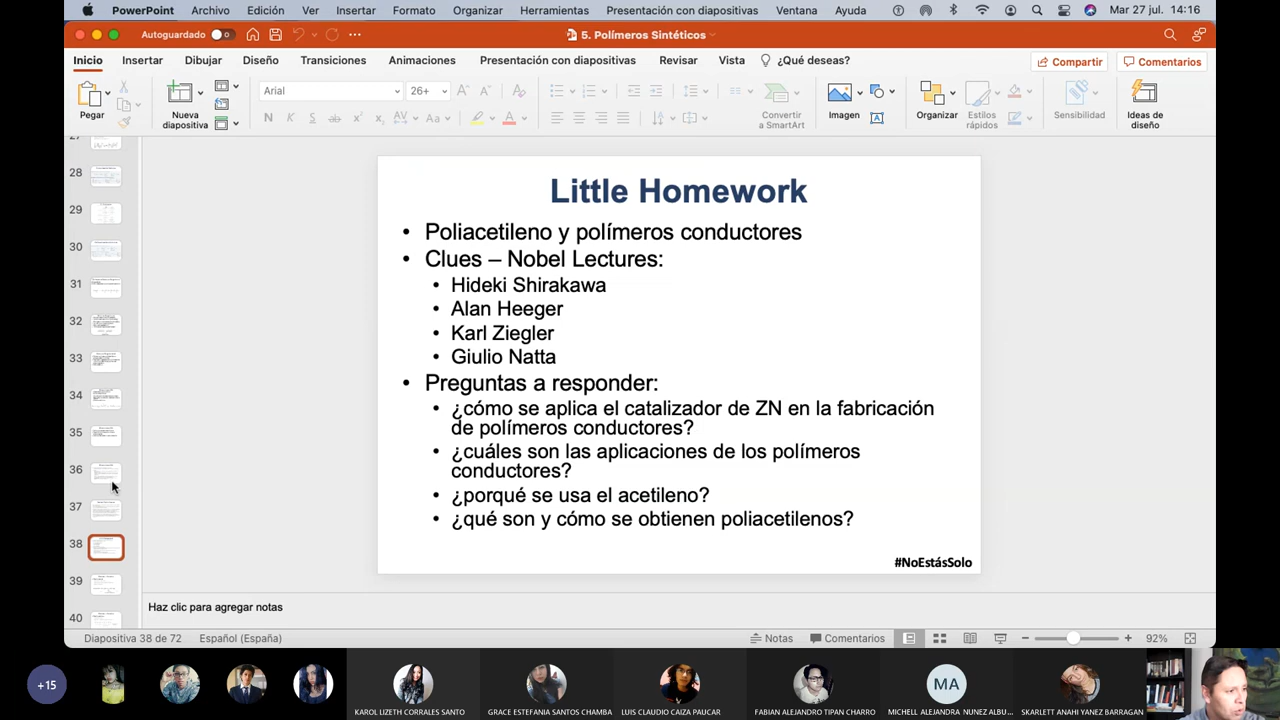 PowerPoint Archivo Edición Ver Insertar Formato Organizar Herramientas Presentación con diapositivas Ventana Ayuda Mar 27 jul. 14:16
Autoguardado 5. Polímeros Sintéticos
Inicio Insertar Dibujar Diseño Transiciones Animaciones Presentación con diapositivas Revisar Vista ¿Qué deseas? Compartir Comentarios
Arial 26+
Pegar Nueva diapositiva Convertir a SmartArt Imagen Organizar Estilos rápidos Sensibilidad Ideas de diseño
27
28
29
30
31
32
33
34
35
36
37
38
39
40
Little Homework
• Poliacetileno y polímeros conductores
• Clues – Nobel Lectures:
• Hideki Shirakawa
• Alan Heeger
• Karl Ziegler
• Giulio Natta
• Preguntas a responder:
• ¿cómo se aplica el catalizador de ZN en la fabricación
de polímeros conductores?
• ¿cuáles son las aplicaciones de los polímeros
conductores?
• ¿porqué se usa el acetileno?
• ¿qué son y cómo se obtienen poliacetilenos?
#NoEstásSolo
Haz clic para agregar notas
Diapositiva 38 de 72 Español (España) Notas Comentarios 92%
+15 MA
KAROL LIZETH CORRALES SANTO GRACE ESTEFANIA SANTOS CHAMBA LUIS CLAUDIO CAIZA PAUCAR FABIAN ALEJANDRO TIPAN CHARRO MICHELL ALEJANDRA NUNEZ ALBU... SKARLETT ANAHI YANEZ BARRAGAN